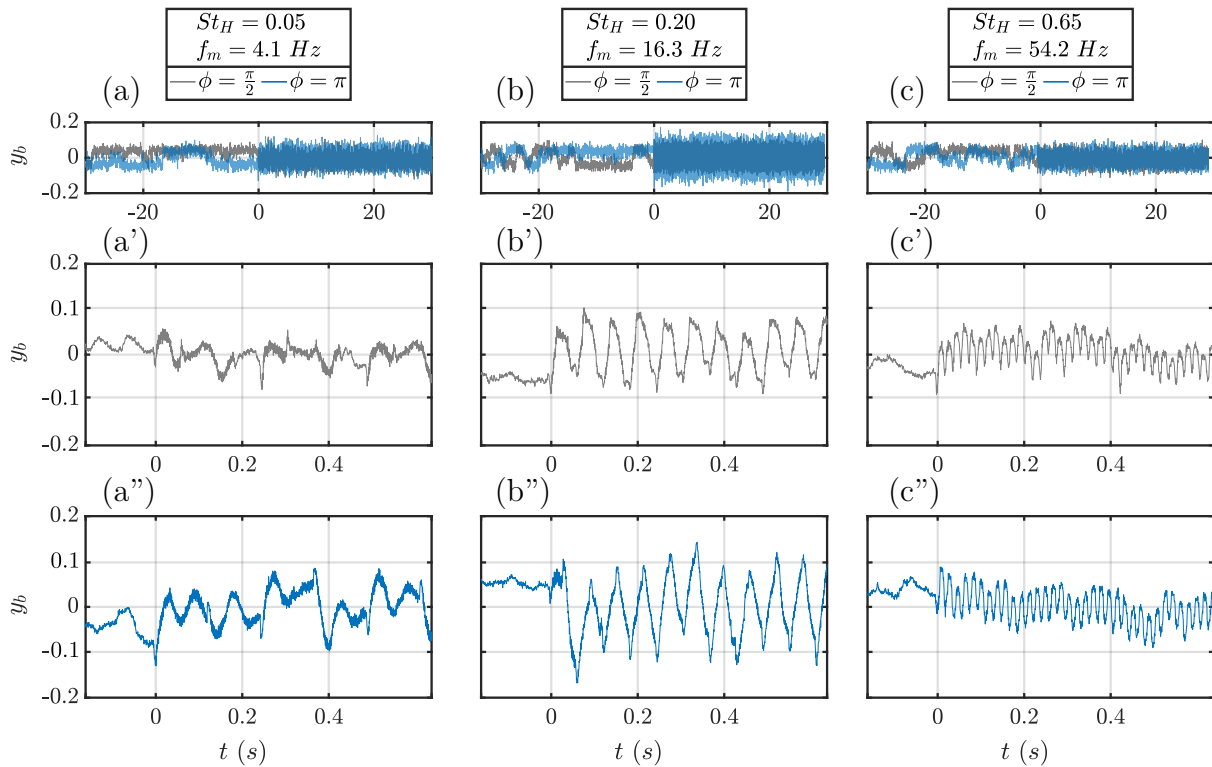 St_H = 0.05
f_m = 4.1 Hz
ϕ = π/2 ϕ = π
St_H = 0.20
f_m = 16.3 Hz
ϕ = π/2 ϕ = π
St_H = 0.65
f_m = 54.2 Hz
ϕ = π/2 ϕ = π
(a) (b) (c)
0.2
0
-0.2
y_b
-20 0 20 -20 0 20 -20 0 20
(a') (b') (c')
0.2
0.1
0
-0.1
-0.2
y_b
0 0.2 0.4 0 0.2 0.4 0 0.2 0.4
(a") (b") (c")
0.2
0.1
0
-0.1
-0.2
y_b
0 0.2 0.4 0 0.2 0.4 0 0.2 0.4
t (s) t (s) t (s)